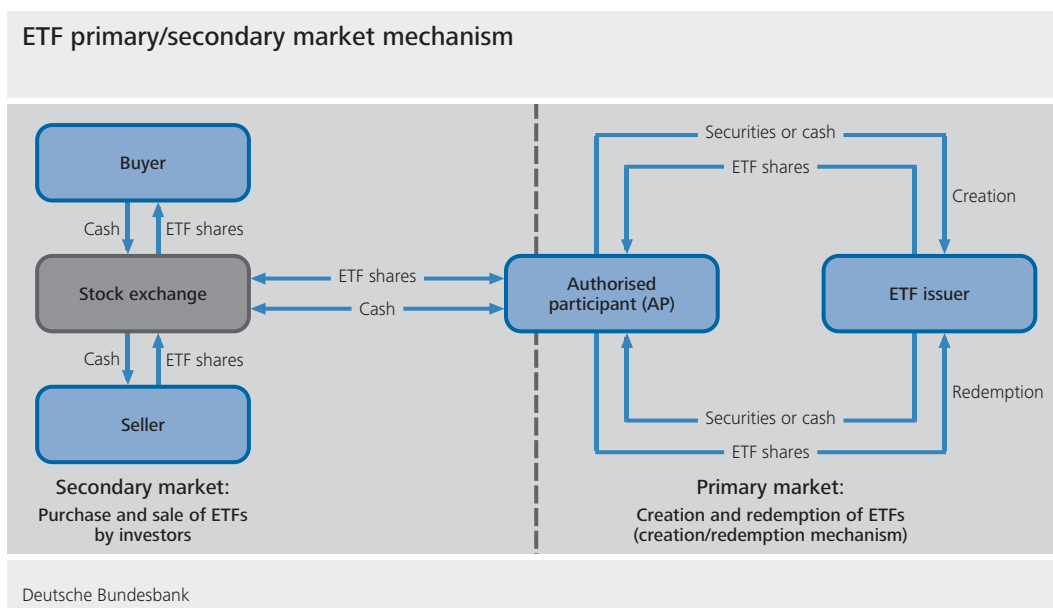 ETF primary/secondary market mechanism
Buyer
Cash
ETF shares
Stock exchange
Cash
ETF shares
Seller
Secondary market:
Purchase and sale of ETFs
by investors
ETF shares
Cash
Securities or cash
ETF shares
Creation
Authorised
participant (AP)
ETF issuer
Redemption
Securities or cash
ETF shares
Primary market:
Creation and redemption of ETFs
(creation/redemption mechanism)
Deutsche Bundesbank